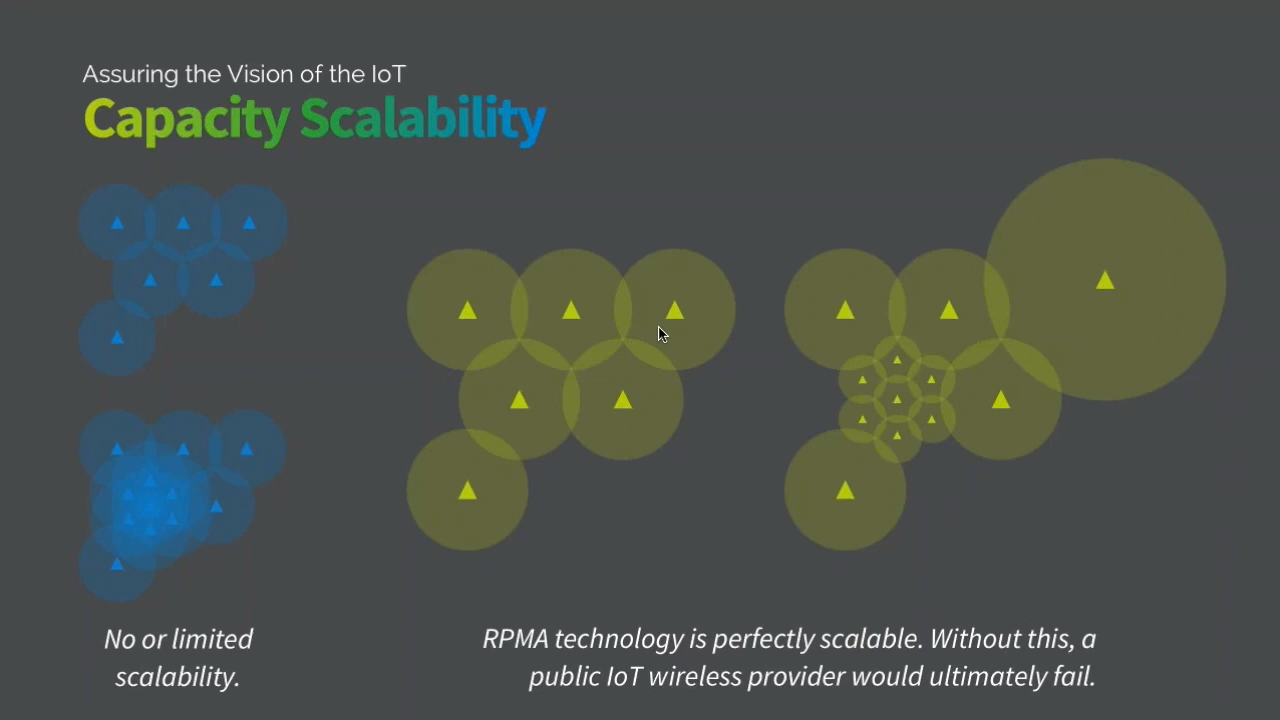 Assuring the Vision of the IoT
Capacity Scalability
No or limited
scalability.
RPMA technology is perfectly scalable. Without this, a
public IoT wireless provider would ultimately fail.